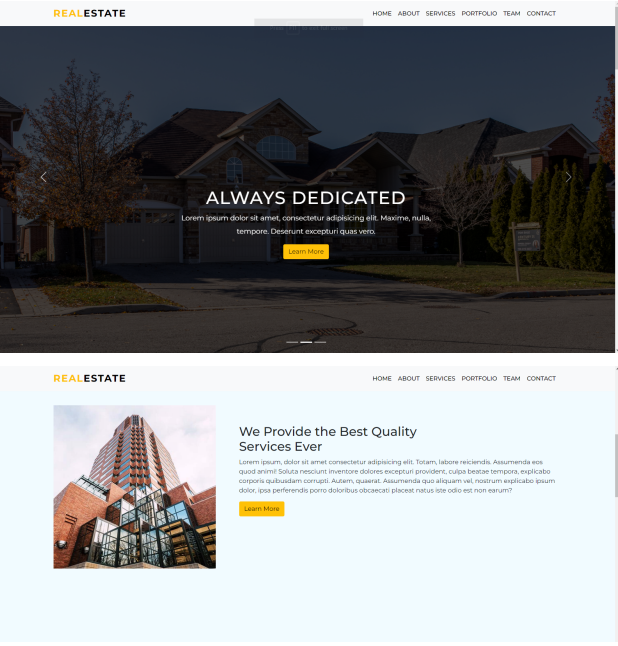 REALESTATE
HOME ABOUT SERVICES PORTFOLIO TEAM CONTACT
ALWAYS DEDICATED
Lorem ipsum dolor sit amet, consectetur adipisicing elit. Maxime, nulla,
tempore. Deserunt excepturi quas vero.
Learn More
REALESTATE
HOME ABOUT SERVICES PORTFOLIO TEAM CONTACT
We Provide the Best Quality
Services Ever
Lorem ipsum, dolor sit amet consectetur adipisicing elit. Totam, labore reiciendis. Assumenda eos
quod animi! Soluta nesciunt inventore dolores excepturi provident, culpa beatae tempora, explicabo
corporis quibusdam corrupti. Autem, quaerat. Assumenda quo aliquam vel, nostrum explicabo ipsum
dolor, ipsa perferendis porro doloribus obcaecati placeat natus iste odio est non earum?
Learn More